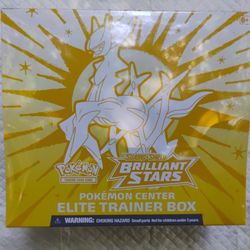 Pokémon
BRILLIANT
STARS
POKÉMON CENTER
ELITE TRAINER BOX
WARNING: CHOKING HAZARD Small parts Not for children under 3 years